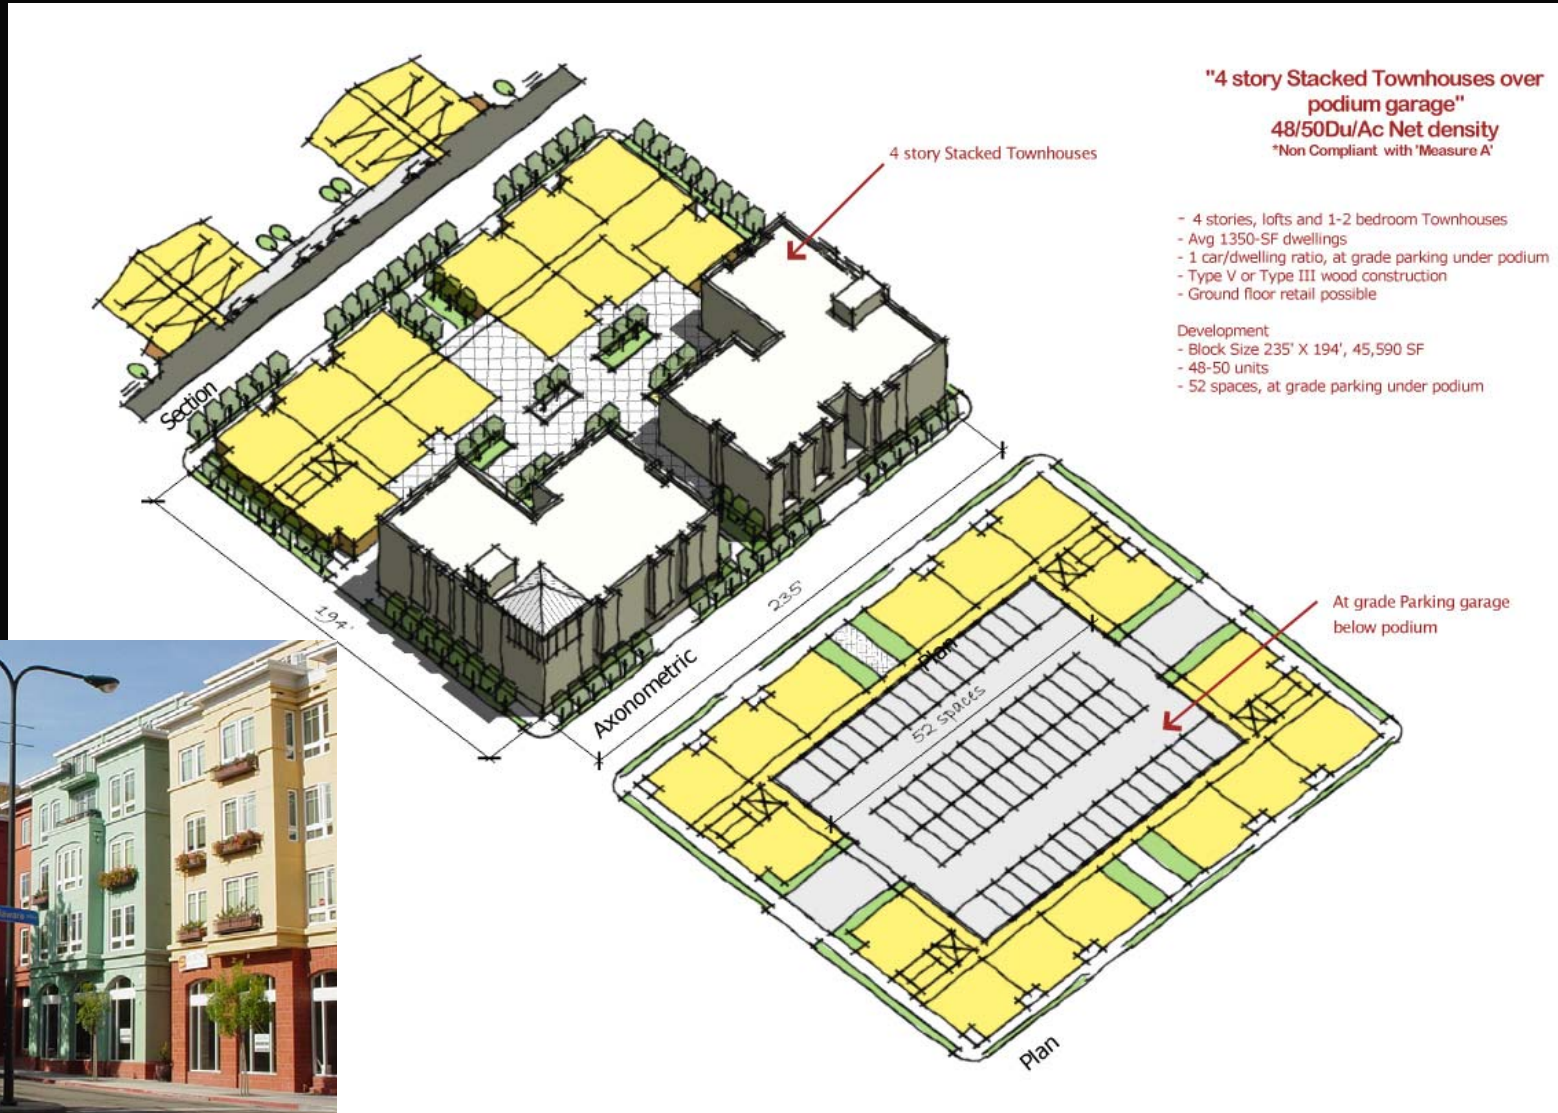 "4 story Stacked Townhouses over
podium garage"
48/50Du/Ac Net density
*Non Compliant with 'Measure A'
4 story Stacked Townhouses
- 4 stories, lofts and 1-2 bedroom Townhouses
- Avg 1350-SF dwellings
- 1 car/dwelling ratio, at grade parking under podium
- Type V or Type III wood construction
- Ground floor retail possible
Development
- Block Size 235' X 194', 45,590 SF
- 48-50 units
- 52 spaces, at grade parking under podium
Section
194'
235'
Axonometric
Plan
52 spaces
At grade Parking garage
below podium
Plan